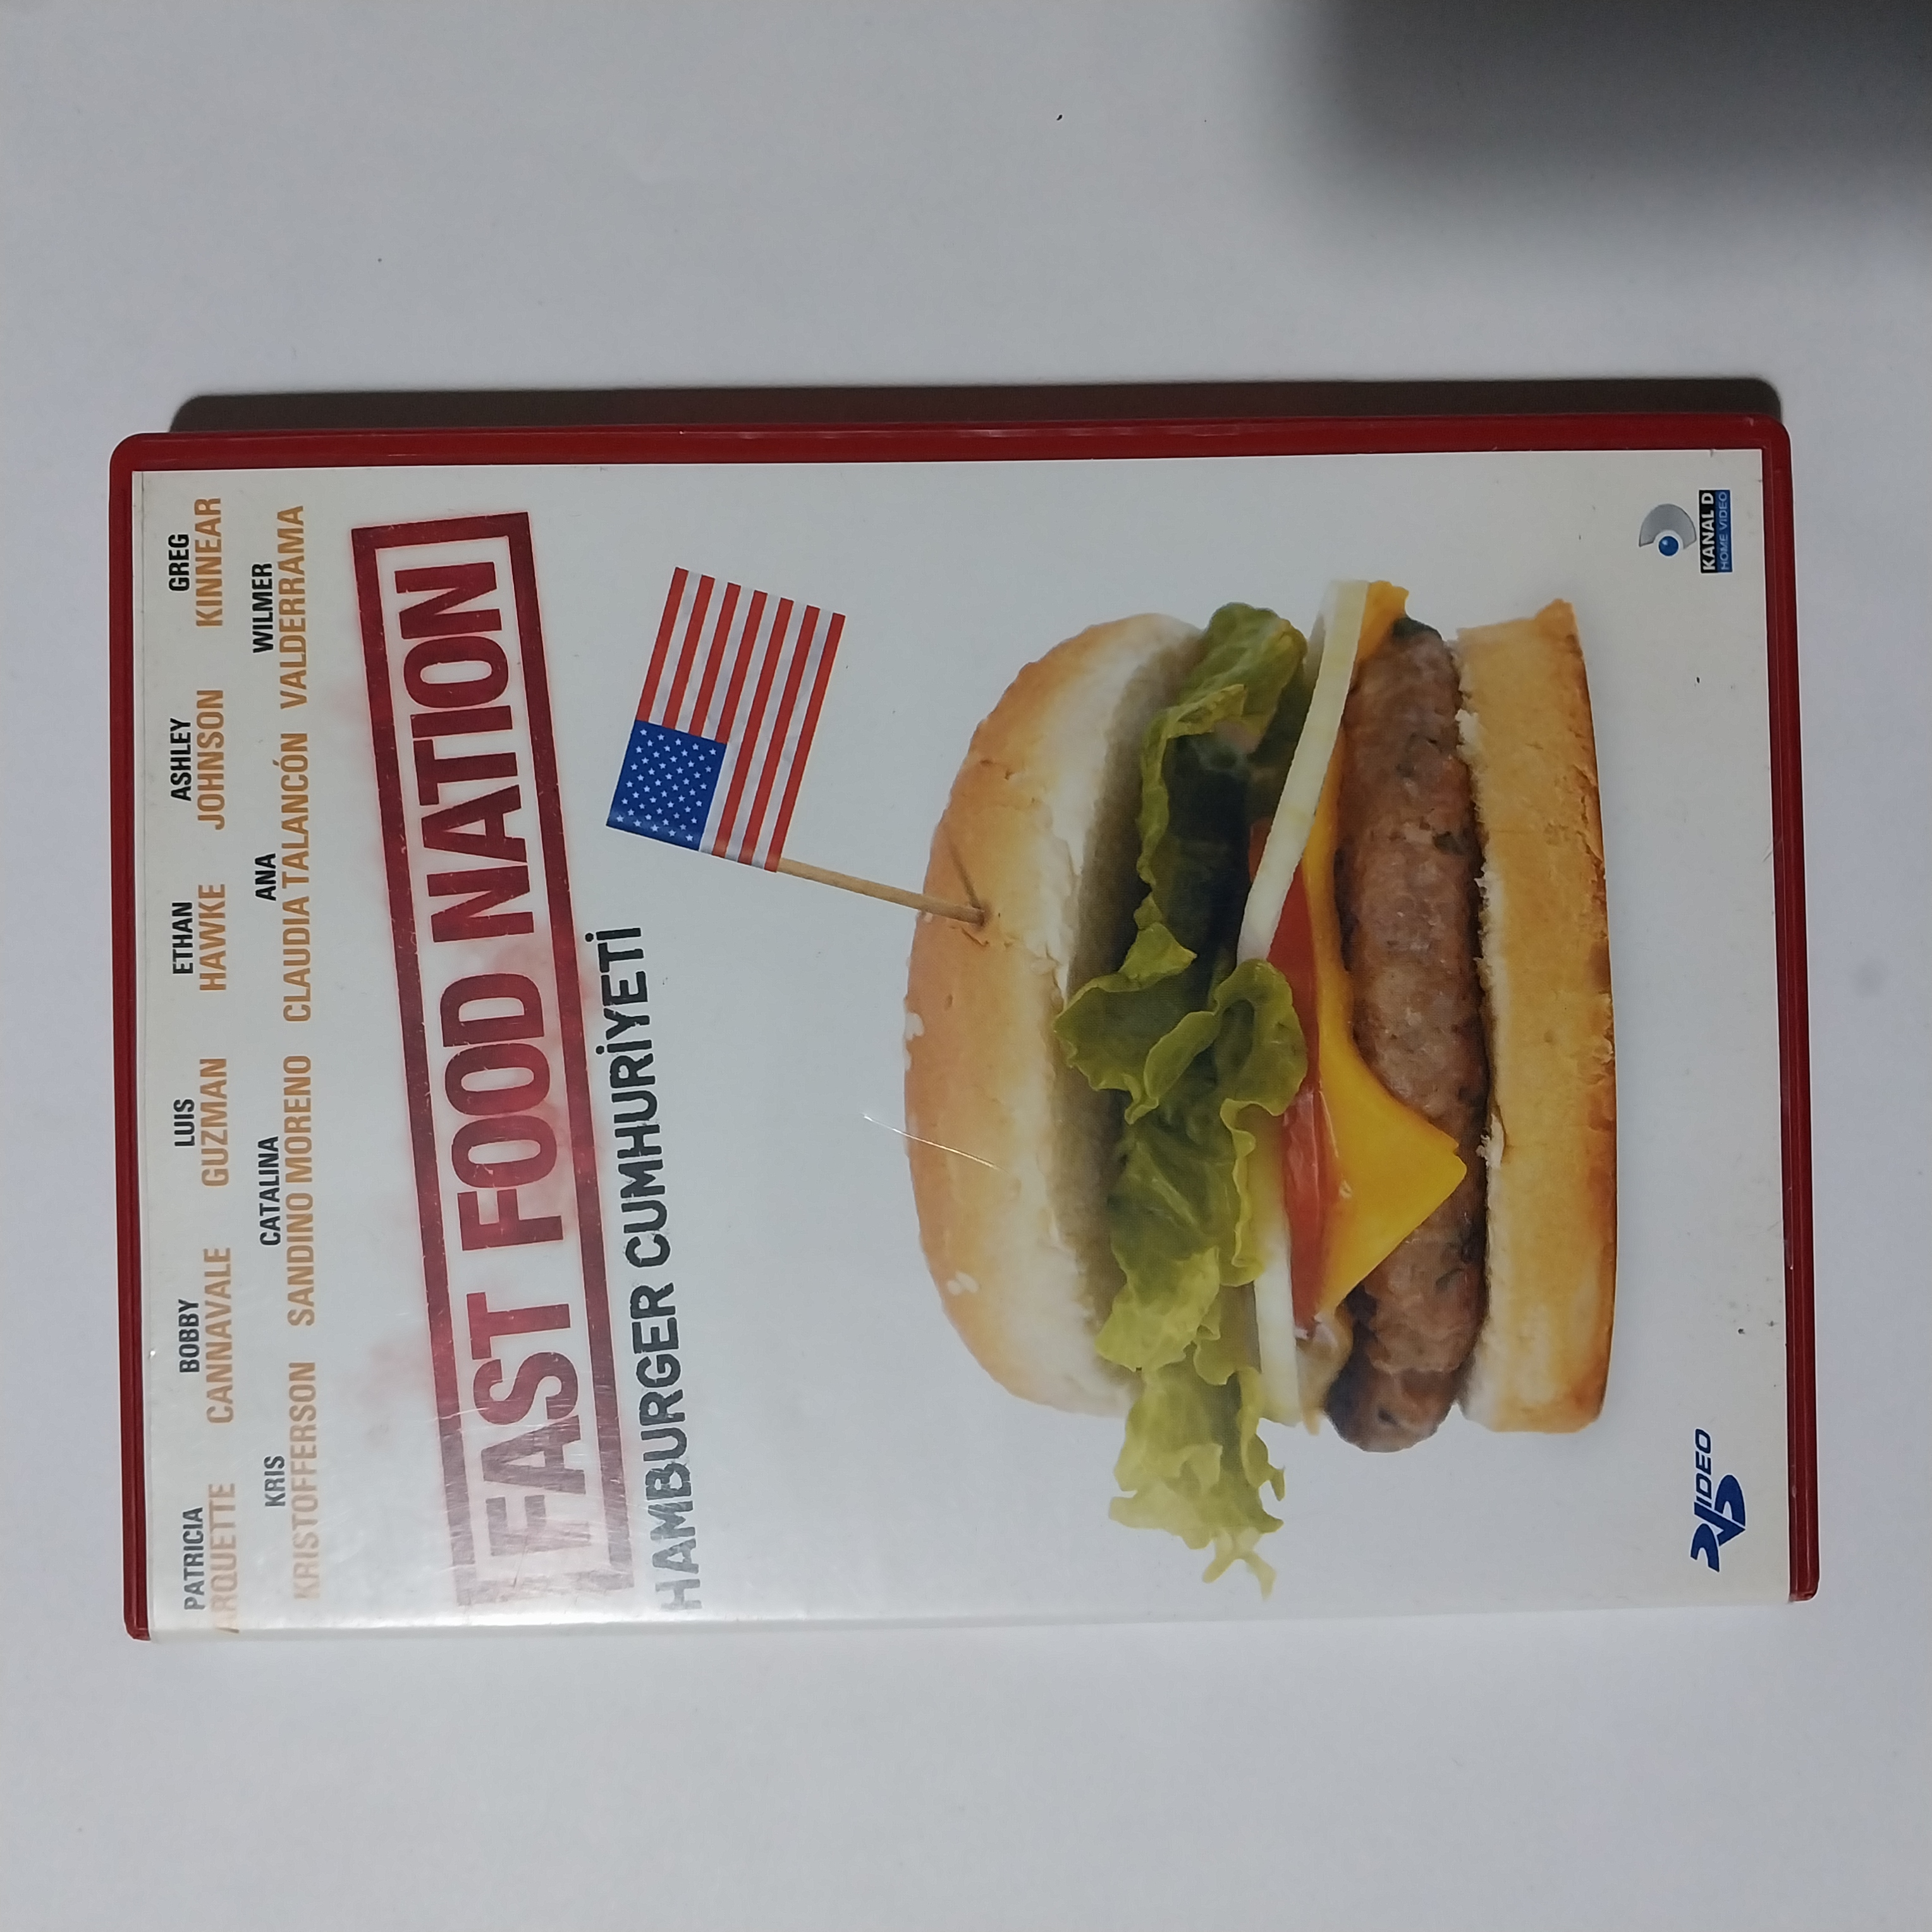 PATRICIA BOBBY LUIS ETHAN ASHLEY GREG
ARQUETTE CANNAVALE GUZMAN HAWKE JOHNSON KINNEAR
KRIS CATALINA ANA WILMER
KRISTOFFERSON SANDINO MORENO CLAUDIA TALANCÓN VALDERRAMA
FAST FOOD NATION
HAMBURGER CUMHURİYETİ
VIDEO
KANAL D
HOME VIDEO